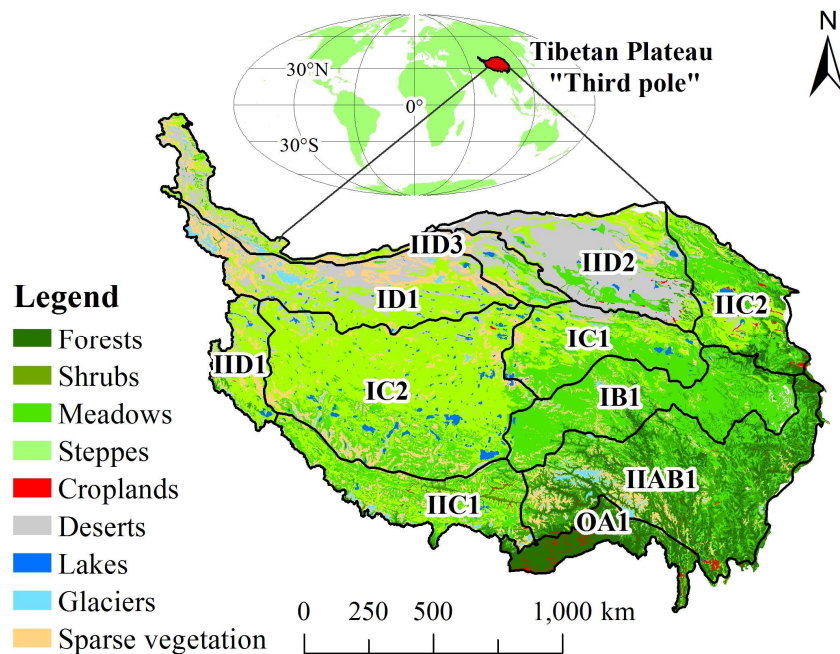 N
Tibetan Plateau
"Third pole"
30°N
0°
30°S
IID3
IID2
ID1
IIC2
IC1
IID1
IC2
IB1
IIAB1
IIC1
OA1
Legend
Forests
Shrubs
Meadows
Steppes
Croplands
Deserts
Lakes
Glaciers
Sparse vegetation
0 250 500 1,000 km